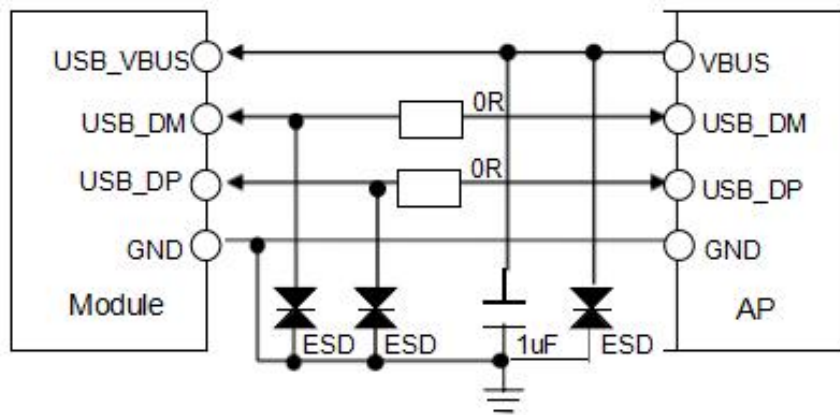 USB_VBUS
VBUS
0R
USB_DM
USB_DM
0R
USB_DP
USB_DP
GND
GND
Module
AP
ESD
ESD
1uF
ESD